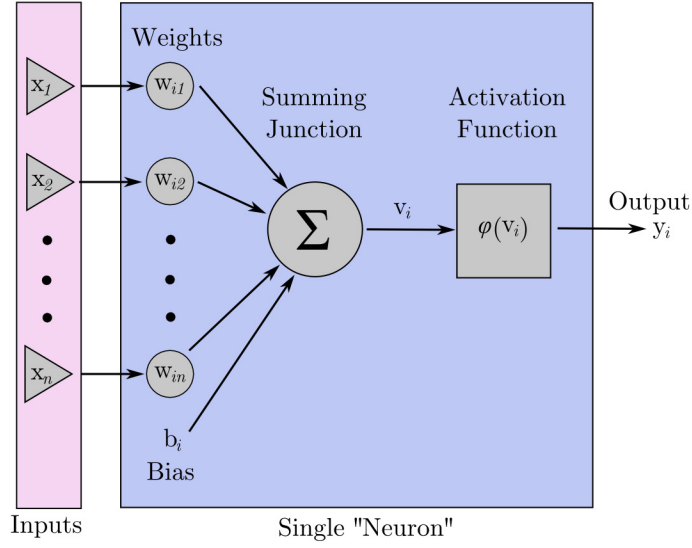 Weights
x1
wi1
Summing
Junction
Activation
Function
x2
wi2
Σ
vi
φ(vi)
Output
yi
xn
win
bi
Bias
Inputs
Single "Neuron"